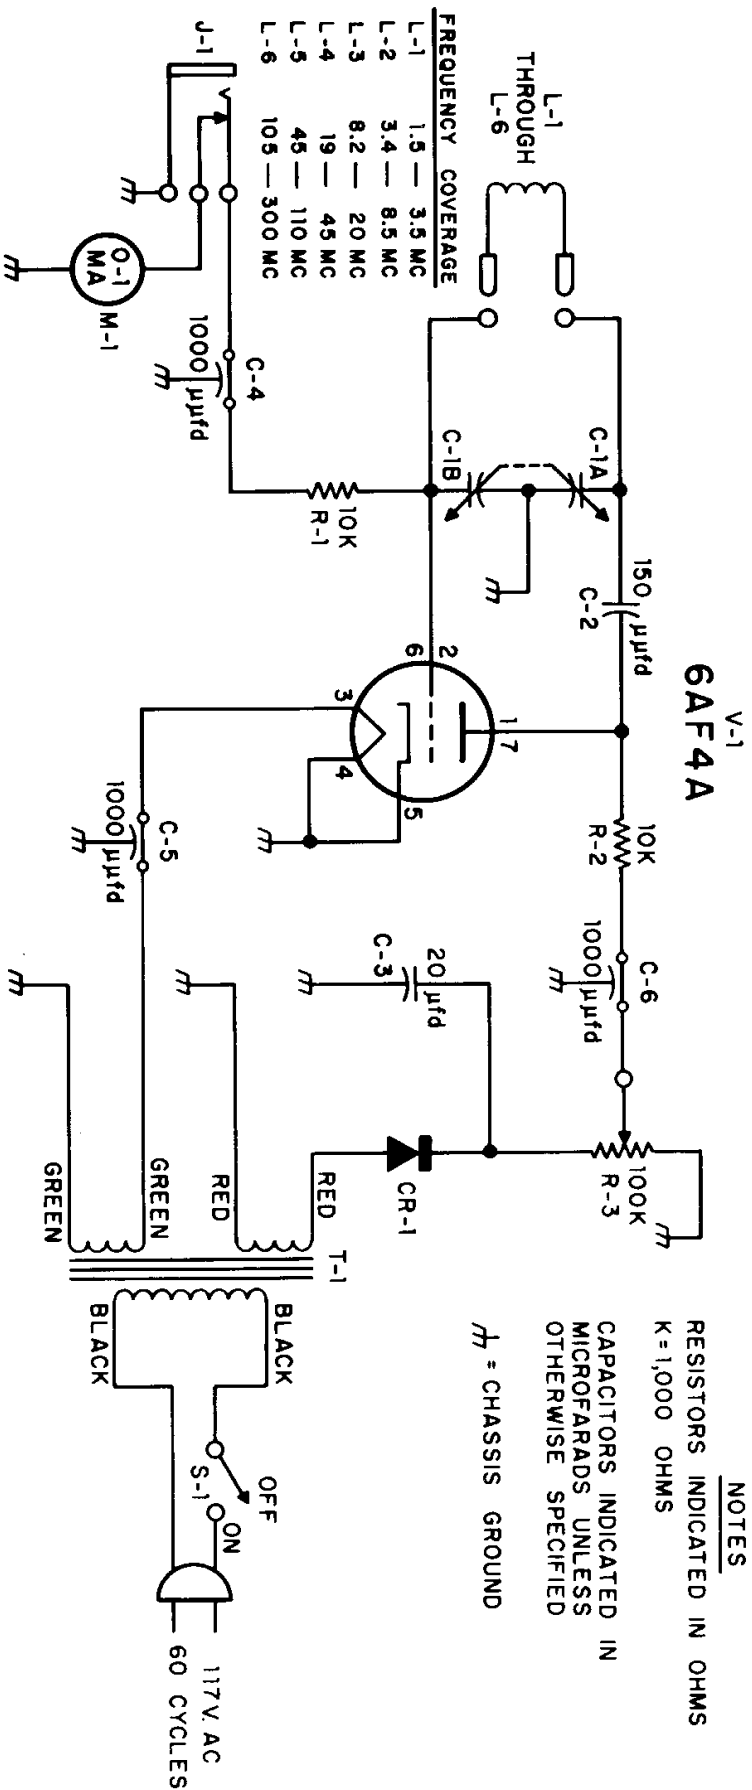 V-1
6AF4A
L-1
THROUGH
L-6
C-1A
C-1B
150
µµfd
C-2
10K
R-2
C-6
1000 µµfd
100K
R-3
2
6
1
7
3
4
5
10K
R-1
C-4
1000 µµfd
20
µfd
C-3
CR-1
C-5
1000 µµfd
FREQUENCY COVERAGE
L-1 1.5 — 3.5 MC
L-2 3.4 — 8.5 MC
L-3 8.2 — 20 MC
L-4 19 — 45 MC
L-5 45 — 110 MC
L-6 105 — 300 MC
J-1
0-1
MA
M-1
RED
RED
GREEN
GREEN
T-1
BLACK
BLACK
OFF
S-1
ON
117V. AC
60 CYCLES
NOTES
RESISTORS INDICATED IN OHMS
K=1,000 OHMS
CAPACITORS INDICATED IN
MICROFARADS UNLESS
OTHERWISE SPECIFIED
= CHASSIS GROUND